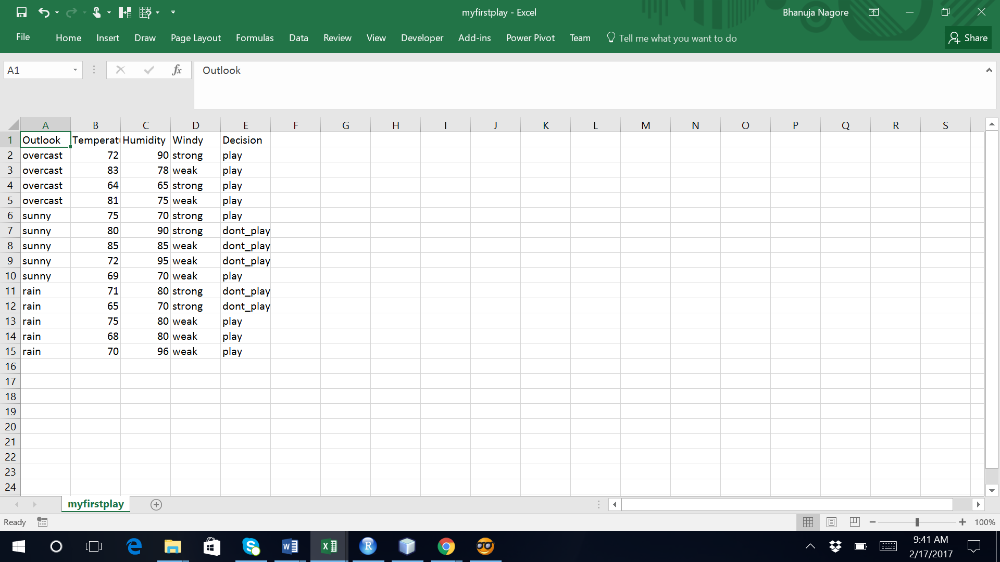 myfirstplay - Excel
Bhanuja Nagore
File Home Insert Draw Page Layout Formulas Data Review View Developer Add-ins Power Pivot Team Tell me what you want to do Share
A1 fx Outlook
A B C D E F G H I J K L M N O P Q R S
1 Outlook Temperatu Humidity Windy Decision
2 overcast 72 90 strong play
3 overcast 83 78 weak play
4 overcast 64 65 strong play
5 overcast 81 75 weak play
6 sunny 75 70 strong play
7 sunny 80 90 strong dont_play
8 sunny 85 85 weak dont_play
9 sunny 72 95 weak dont_play
10 sunny 69 70 weak play
11 rain 71 80 strong dont_play
12 rain 65 70 strong dont_play
13 rain 75 80 weak play
14 rain 68 80 weak play
15 rain 70 96 weak play
16
17
18
19
20
21
22
23
24
myfirstplay
Ready 100%
9:41 AM
2/17/2017